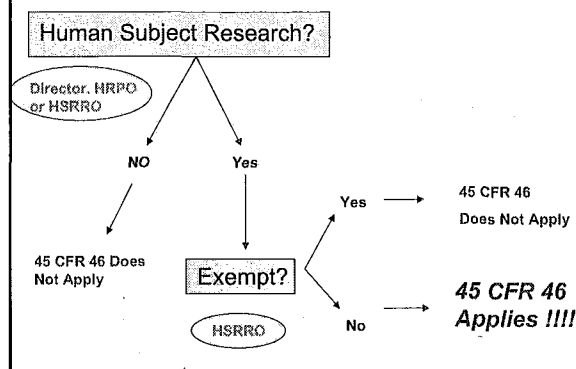 Human Subject Research?
Director. HRPO
or HSRRO
NO
Yes
45 CFR 46 Does
Not Apply
Exempt?
HSRRO
Yes
45 CFR 46
Does Not Apply
No
45 CFR 46
Applies !!!!